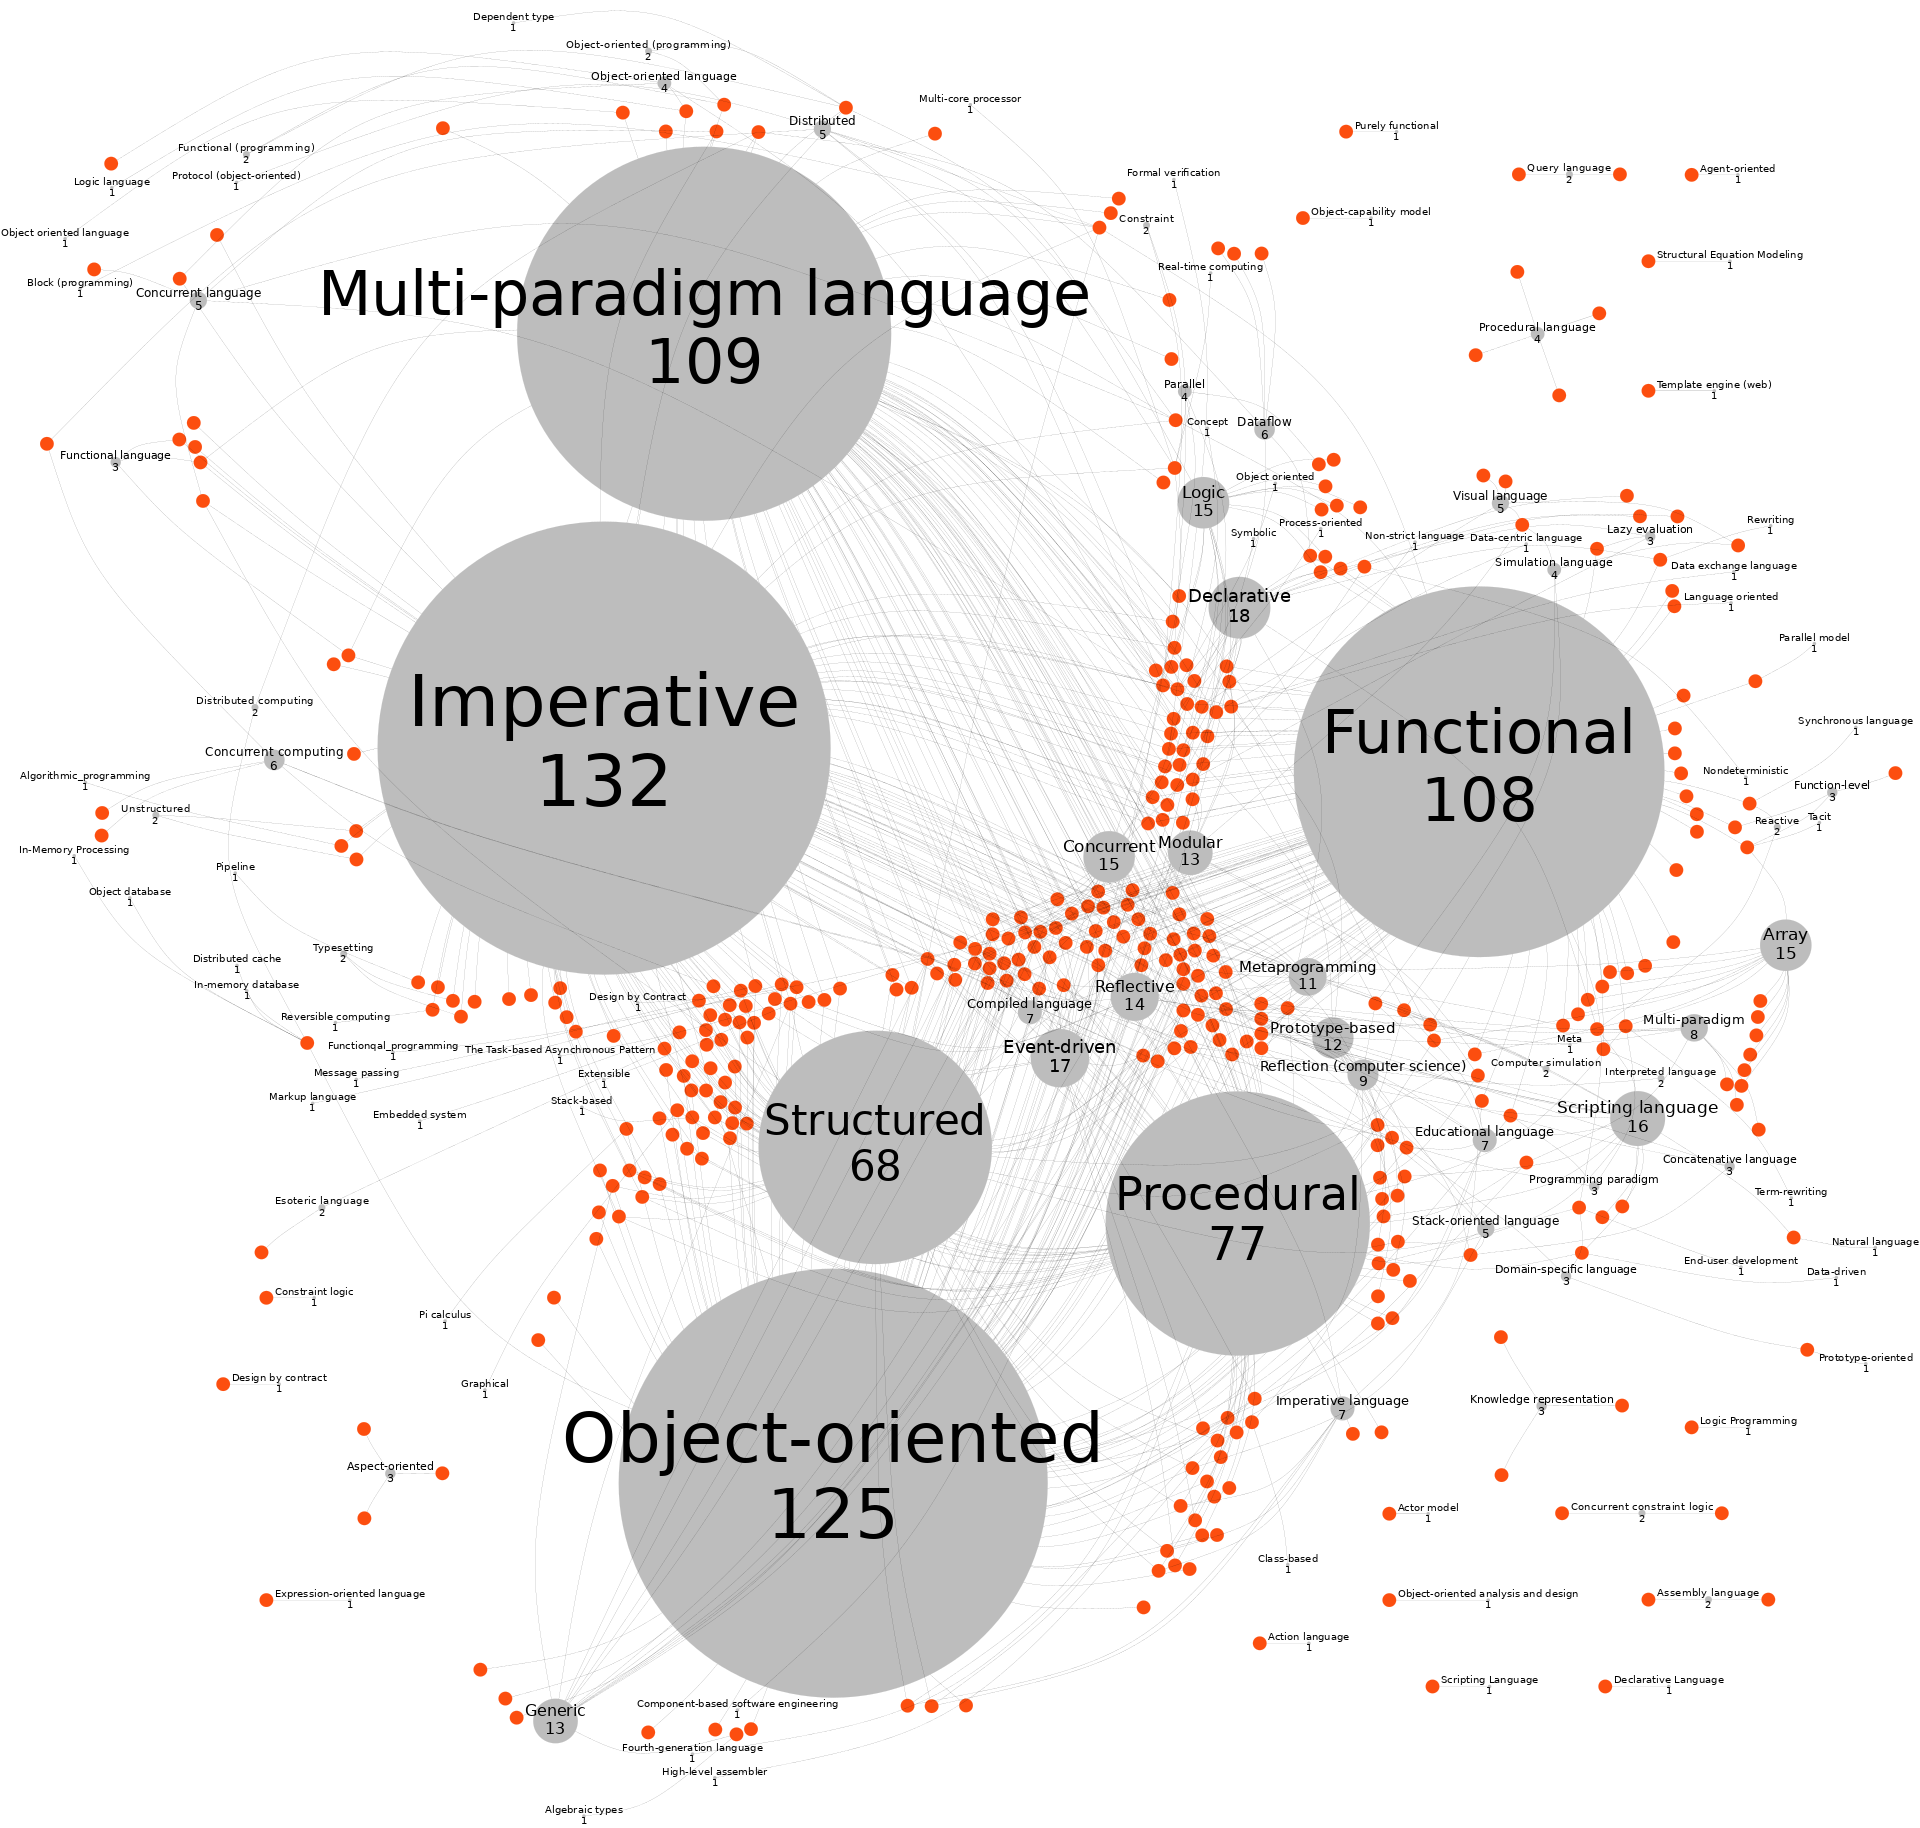 Dependent type
1
Object-oriented (programming)
2
Object-oriented language
4
Multi-core processor
1
Distributed
5
Purely functional
1
Functional (programming)
2
Protocol (object-oriented)
1
Logic language
1
Formal verification
1
Query language
2
Agent-oriented
1
Object-capability model
1
Constraint
2
Object oriented language
1
Structural Equation Modeling
1
Real-time computing
1
Block (programming)
1
Concurrent language
5
Multi-paradigm language
109
Procedural language
4
Parallel
4
Template engine (web)
1
Concept
1
Dataflow
6
Functional language
3
Object oriented
1
Logic
15
Visual language
5
Process-oriented
1
Symbolic
1
Non-strict language
1
Data-centric language
1
Lazy evaluation
3
Rewriting
1
Simulation language
4
Data exchange language
1
Declarative
18
Language oriented
1
Parallel model
1
Distributed computing
2
Imperative
132
Functional
108
Synchronous language
1
Concurrent computing
6
Algorithmic_programming
1
Nondeterministic
1
Function-level
3
Unstructured
2
Reactive
2
Tacit
1
In-Memory Processing
1
Concurrent
15
Modular
13
Pipeline
1
Object database
1
Array
15
Typesetting
2
Distributed cache
1
Metaprogramming
11
In-memory database
1
Design by Contract
1
Reflective
14
Compiled language
7
Reversible computing
1
Multi-paradigm
8
Prototype-based
12
Meta
1
Functionqal_programming
1
The Task-based Asynchronous Pattern
1
Event-driven
17
Reflection (computer science)
9
Computer simulation
2
Interpreted language
2
Message passing
1
Extensible
1
Markup language
1
Stack-based
1
Embedded system
1
Scripting language
16
Structured
68
Educational language
7
Concatenative language
3
Programming paradigm
3
Term-rewriting
1
Procedural
77
Esoteric language
2
Stack-oriented language
5
Natural language
1
Domain-specific language
3
End-user development
1
Data-driven
1
Constraint logic
1
Pi calculus
1
Prototype-oriented
1
Design by contract
1
Graphical
1
Imperative language
7
Knowledge representation
3
Logic Programming
1
Object-oriented
125
Aspect-oriented
3
Actor model
1
Concurrent constraint logic
2
Class-based
1
Expression-oriented language
1
Object-oriented analysis and design
1
Assembly language
2
Action language
1
Scripting Language
1
Declarative Language
1
Generic
13
Component-based software engineering
1
Fourth-generation language
1
High-level assembler
1
Algebraic types
1